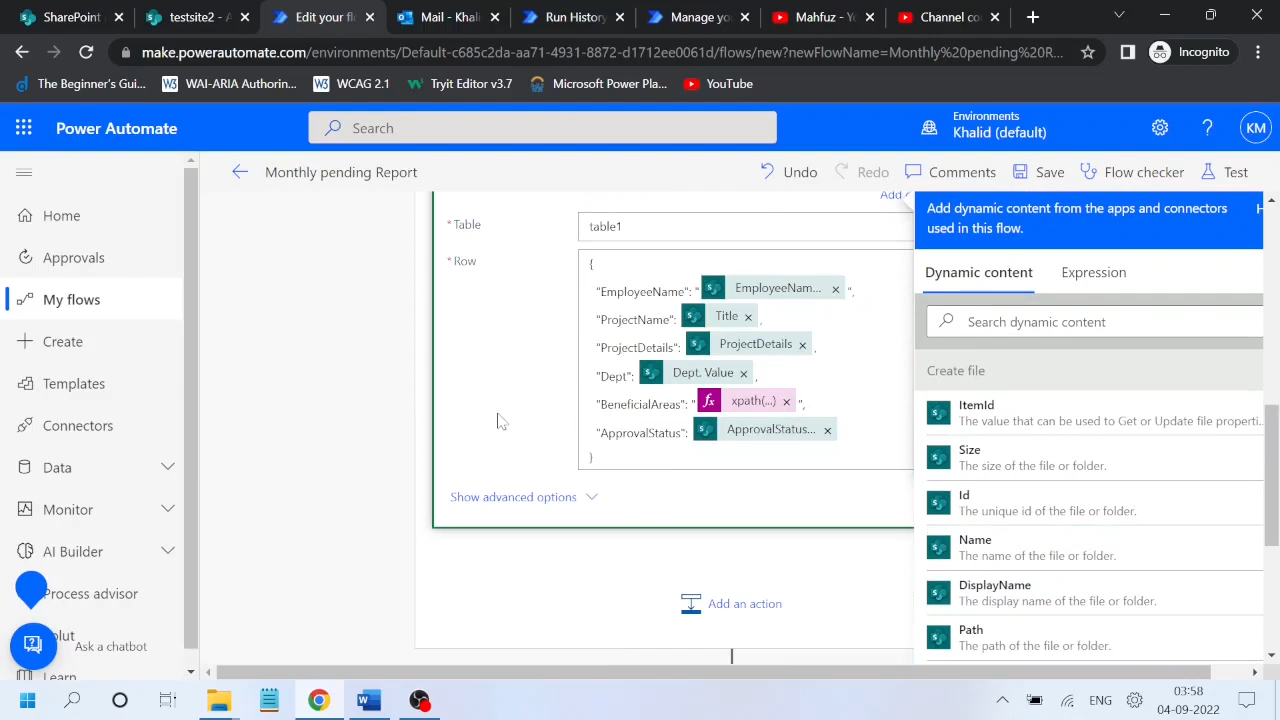 SharePoint
testsite2 - A
Edit your fl
Mail - Khali
Run History
Manage you
Mahfuz - Yo
Channel co
make.powerautomate.com/environments/Default-c685c2da-aa71-4931-8872-d1712ee0061d/flows/new?newFlowName=Monthly%20pending%20R...
Incognito
The Beginner's Gui...
WAI-ARIA Authorin...
WCAG 2.1
Tryit Editor v3.7
Microsoft Power Pla...
YouTube
Power Automate
Search
Environments
Khalid (default)
KM
Monthly pending Report
Undo
Redo
Comments
Save
Flow checker
Test
Home
Approvals
My flows
Create
Templates
Connectors
Data
Monitor
AI Builder
Process advisor
olut
Ask a chatbot
Learn
Add
* Table
table1
* Row
{
"EmployeeName": " EmployeeNam... × ",
"ProjectName": Title × ,
"ProjectDetails": ProjectDetails × ,
"Dept": Dept. Value × ,
"BeneficialAreas": " fx xpath(...) × ",
"ApprovalStatus": ApprovalStatus... ×
}
Show advanced options
Add an action
Add dynamic content from the apps and connectors
used in this flow.
Dynamic content
Expression
Search dynamic content
Create file
ItemId
The value that can be used to Get or Update file properti...
Size
The size of the file or folder.
Id
The unique id of the file or folder.
Name
The name of the file or folder.
DisplayName
The display name of the file or folder.
Path
The path of the file or folder.
ENG
03:58
04-09-2022